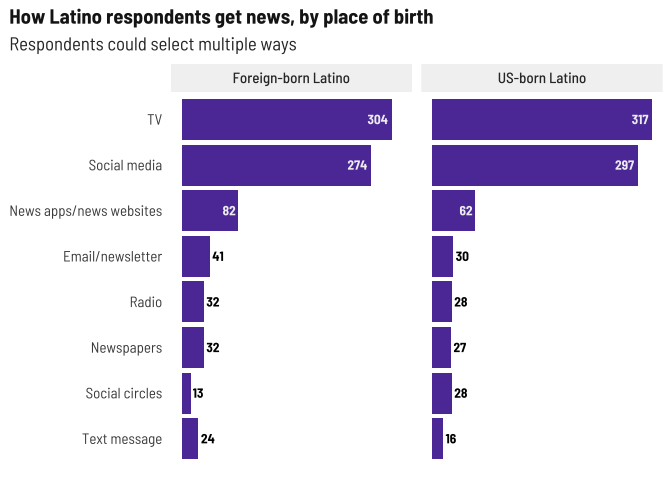 How Latino respondents get news, by place of birth
Respondents could select multiple ways
Foreign-born Latino US-born Latino
TV 304 317
Social media 274 297
News apps/news websites 82 62
Email/newsletter 41 30
Radio 32 28
Newspapers 32 27
Social circles 13 28
Text message 24 16